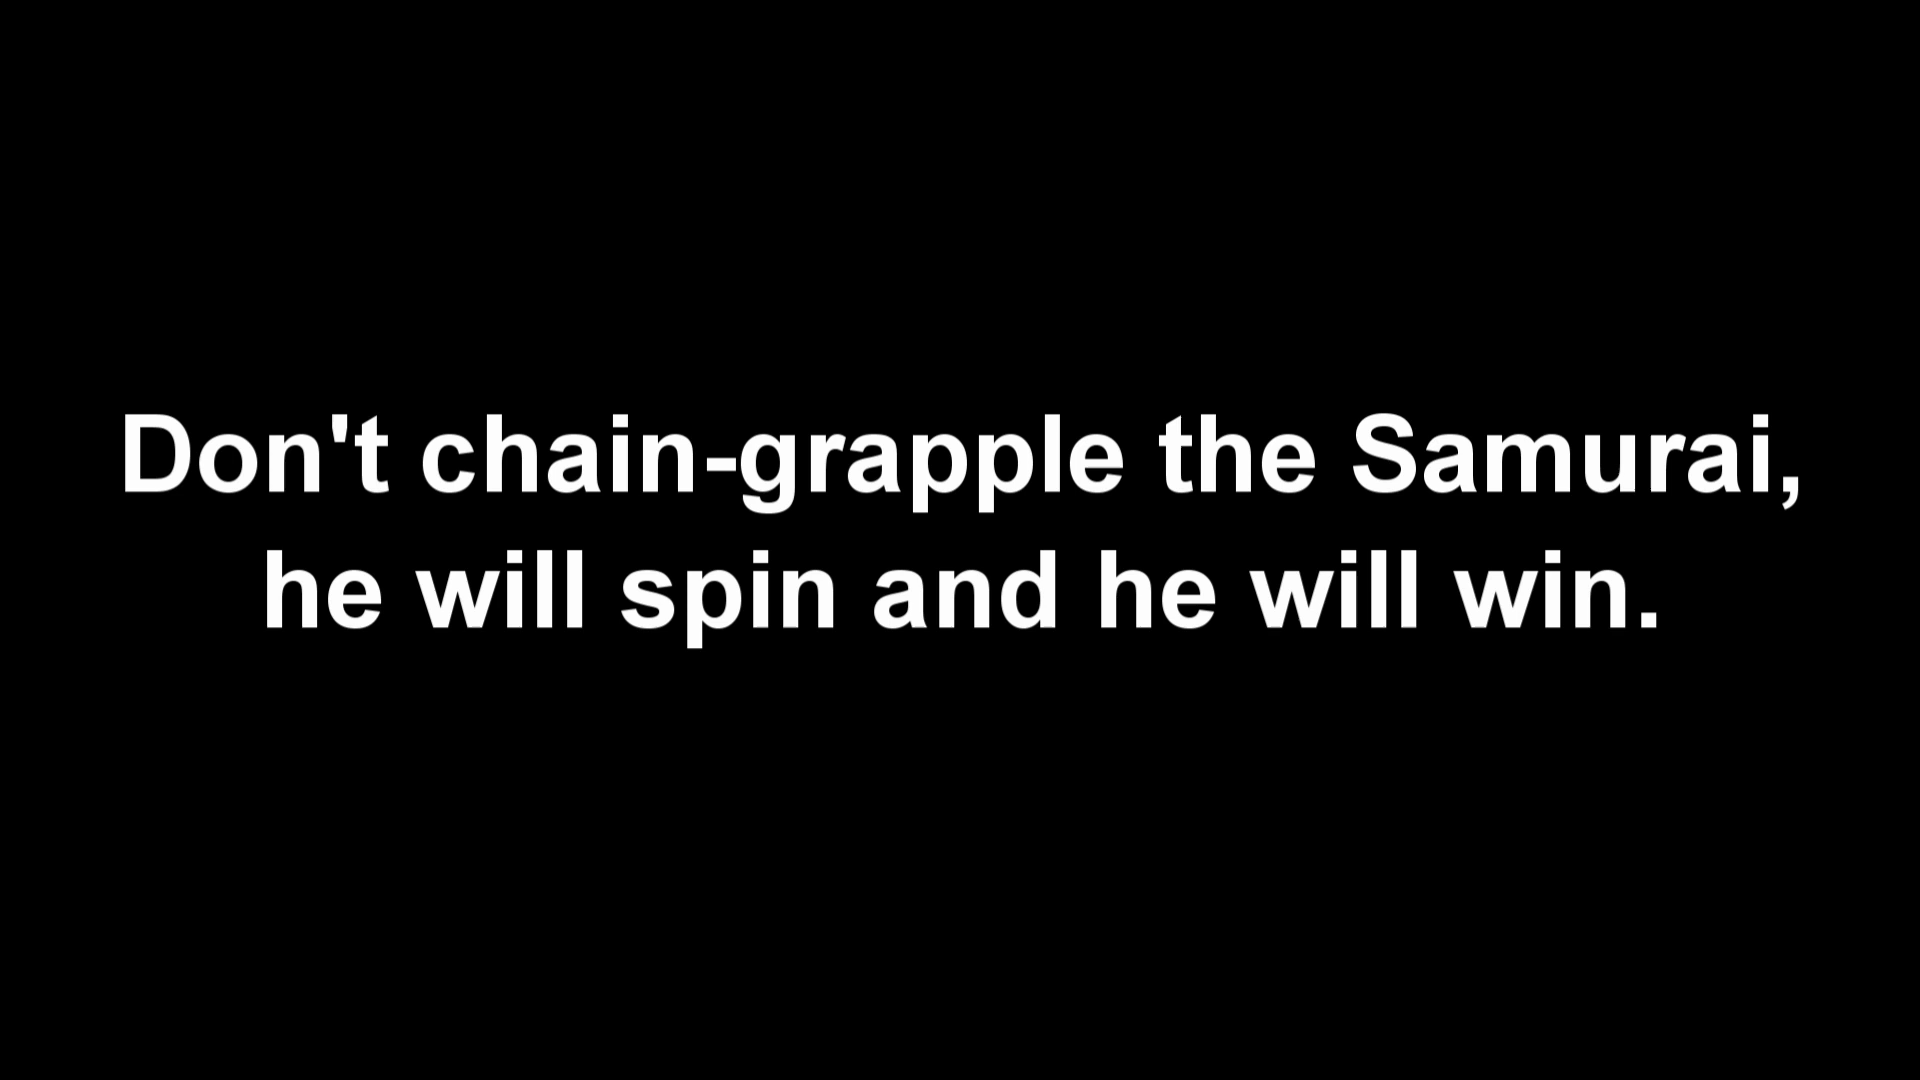 Don't chain-grapple the Samurai,
he will spin and he will win.